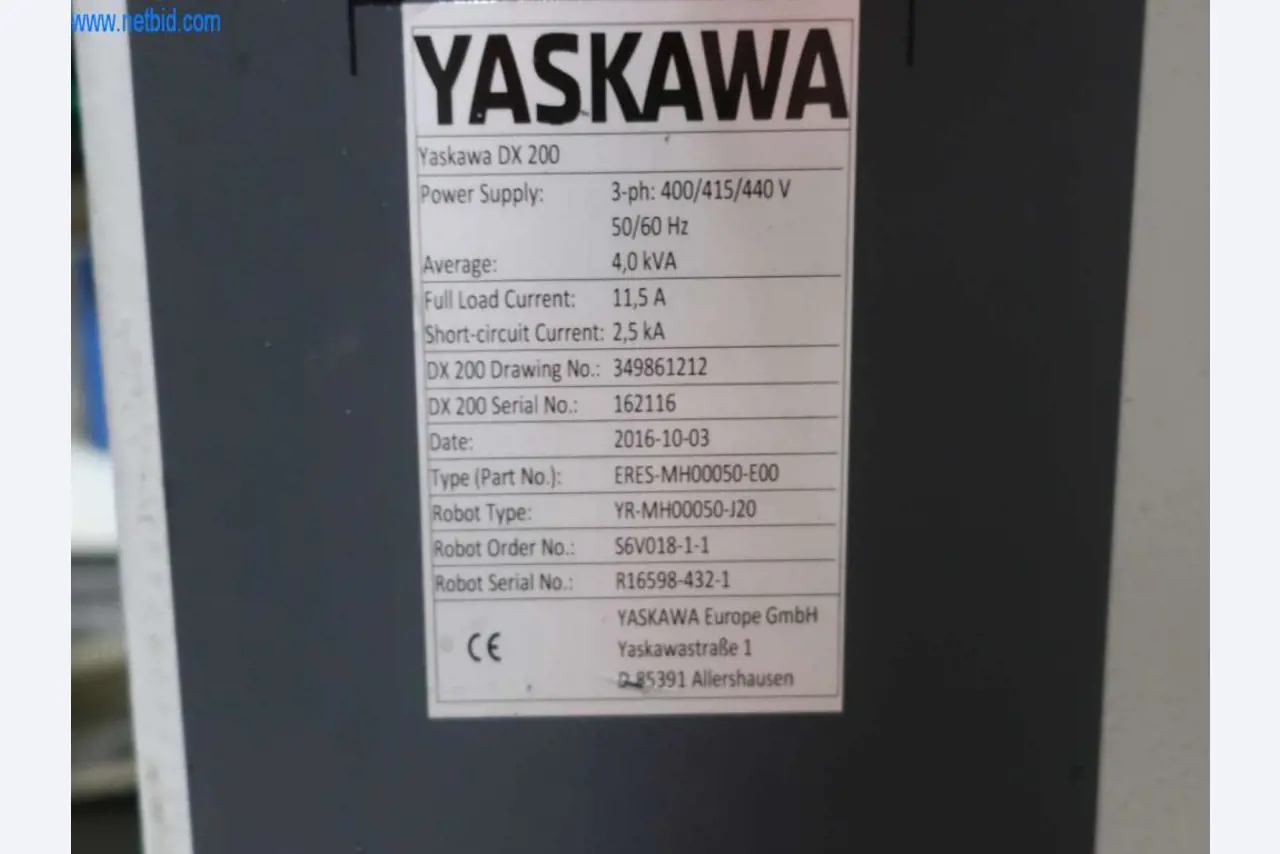 www.netbid.com
YASKAWA
Yaskawa DX 200
Power Supply: 3-ph: 400/415/440 V
50/60 Hz
Average: 4,0 kVA
Full Load Current: 11,5 A
Short-circuit Current: 2,5 kA
DX 200 Drawing No.: 349861212
DX 200 Serial No.: 162116
Date: 2016-10-03
Type (Part No.): ERES-MH00050-E00
Robot Type: YR-MH00050-J20
Robot Order No.: S6V018-1-1
Robot Serial No.: R16598-432-1
YASKAWA Europe GmbH
CE Yaskawastraße 1
D-85391 Allershausen